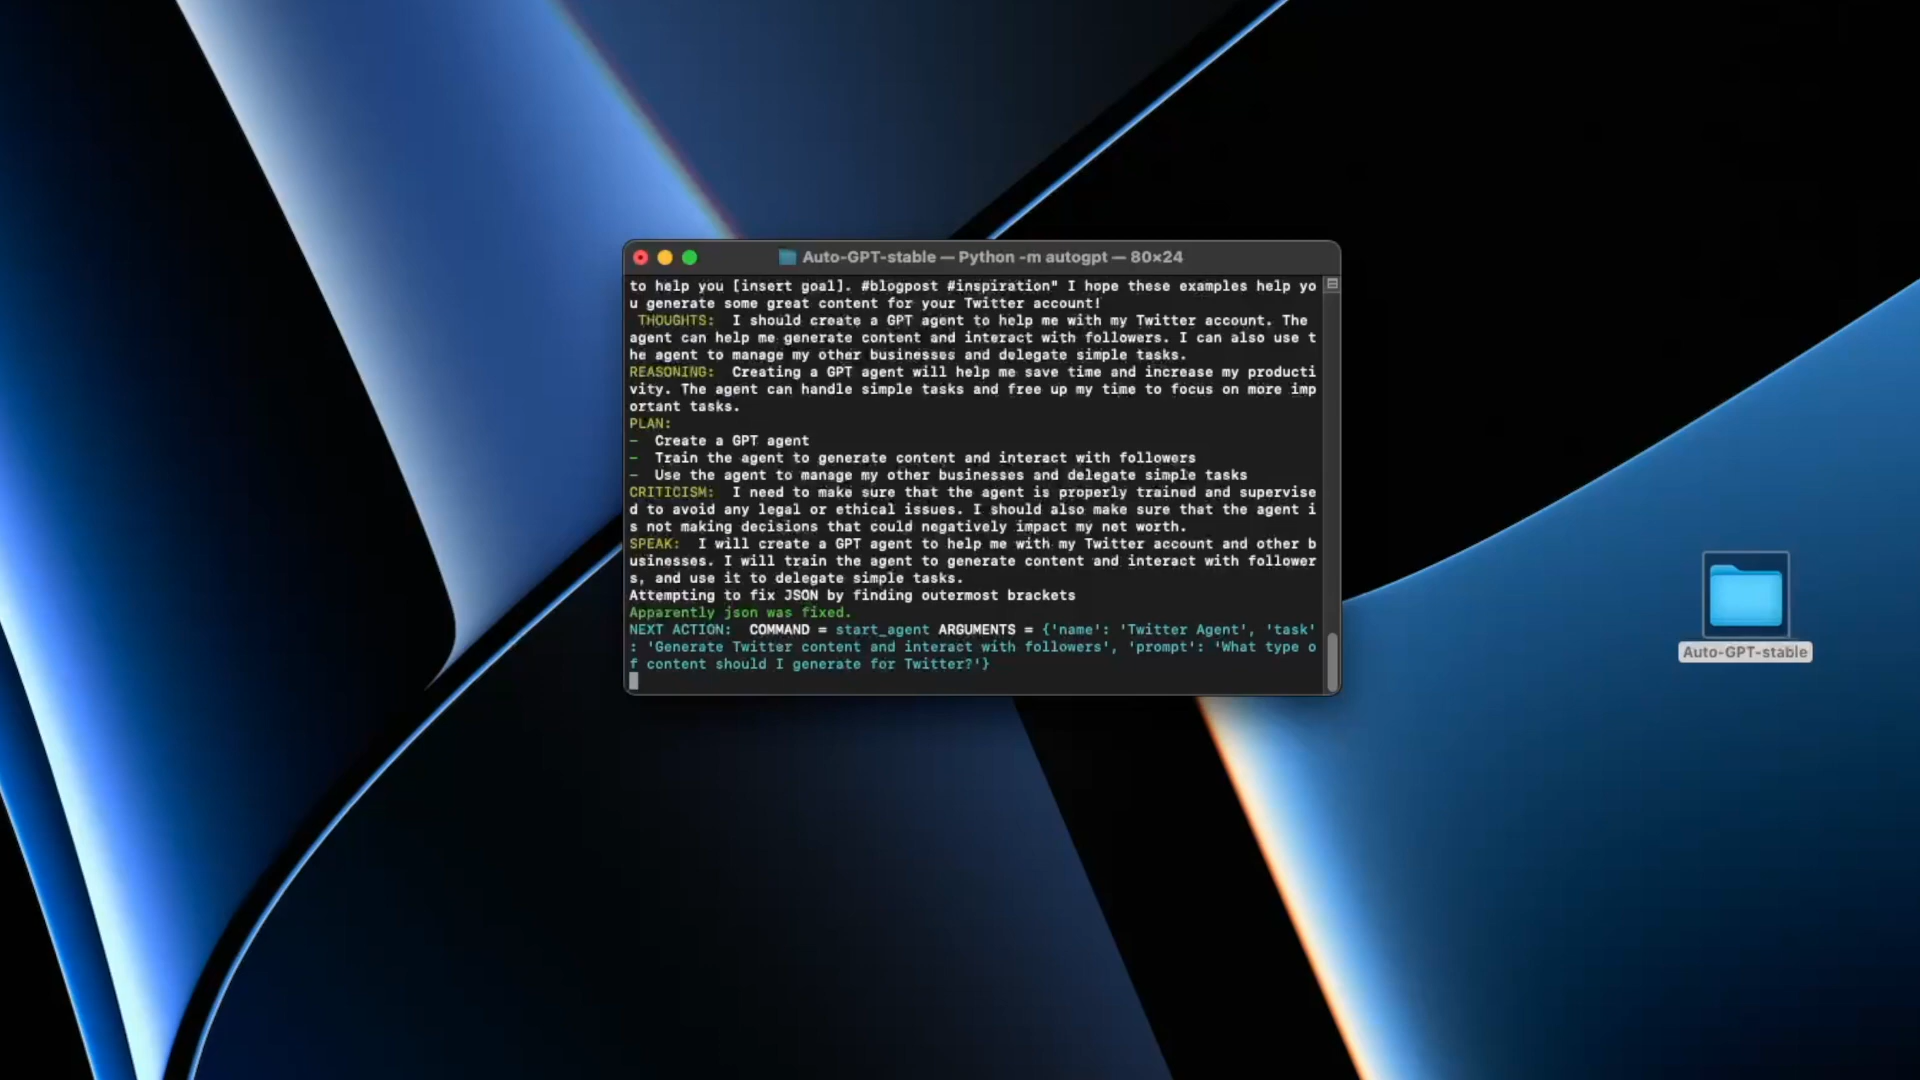 Auto-GPT-stable — Python -m autogpt — 80×24
to help you [insert goal]. #blogpost #inspiration" I hope these examples help yo
u generate some great content for your Twitter account!
THOUGHTS:  I should create a GPT agent to help me with my Twitter account. The
agent can help me generate content and interact with followers. I can also use t
he agent to manage my other businesses and delegate simple tasks.
REASONING:  Creating a GPT agent will help me save time and increase my producti
vity. The agent can handle simple tasks and free up my time to focus on more imp
ortant tasks.
PLAN:
-  Create a GPT agent
-  Train the agent to generate content and interact with followers
-  Use the agent to manage my other businesses and delegate simple tasks
CRITICISM:  I need to make sure that the agent is properly trained and supervise
d to avoid any legal or ethical issues. I should also make sure that the agent i
s not making decisions that could negatively impact my net worth.
SPEAK:  I will create a GPT agent to help me with my Twitter account and other b
usinesses. I will train the agent to generate content and interact with follower
s, and use it to delegate simple tasks.
Attempting to fix JSON by finding outermost brackets
Apparently json was fixed.
NEXT ACTION:  COMMAND = start_agent ARGUMENTS = {'name': 'Twitter Agent', 'task'
: 'Generate Twitter content and interact with followers', 'prompt': 'What type o
f content should I generate for Twitter?'}
Auto-GPT-stable